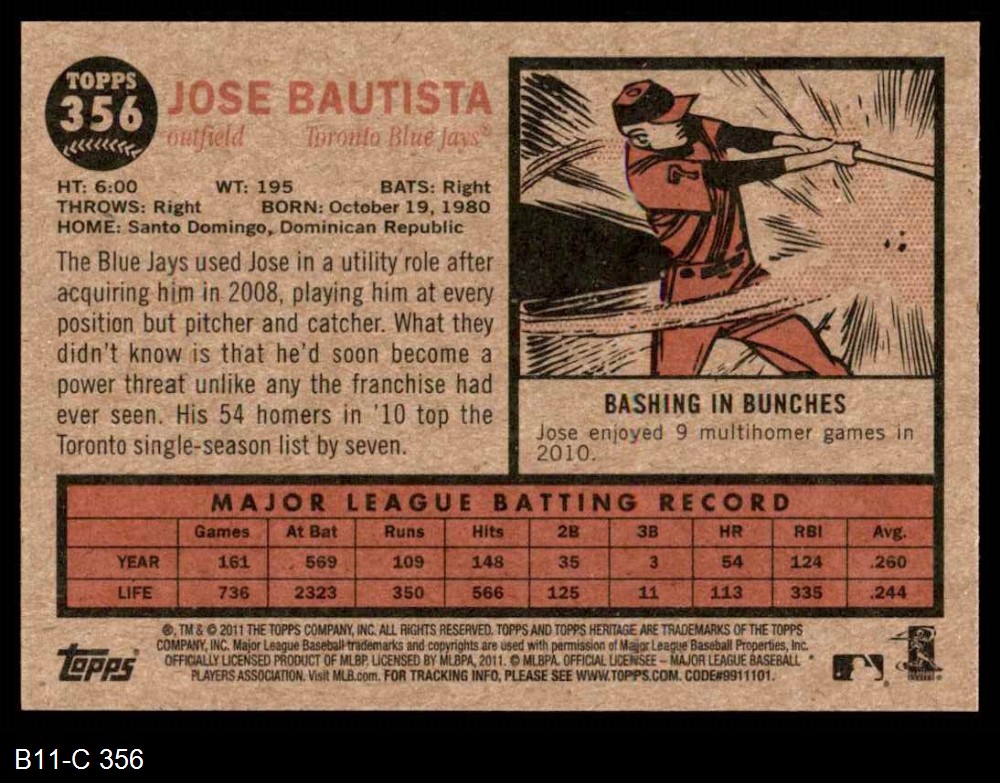 TOPPS
356
JOSE BAUTISTA
outfield Toronto Blue Jays®
HT: 6:00 WT: 195 BATS: Right
THROWS: Right BORN: October 19, 1980
HOME: Santo Domingo, Dominican Republic
The Blue Jays used Jose in a utility role after
acquiring him in 2008, playing him at every
position but pitcher and catcher. What they
didn't know is that he'd soon become a
power threat unlike any the franchise had
ever seen. His 54 homers in '10 top the
Toronto single-season list by seven.
BASHING IN BUNCHES
Jose enjoyed 9 multihomer games in
2010.
MAJOR LEAGUE BATTING RECORD
Games At Bat Runs Hits 2B 3B HR RBI Avg.
YEAR 161 569 109 148 35 3 54 124 .260
LIFE 736 2323 350 566 125 11 113 335 .244
®, TM & © 2011 THE TOPPS COMPANY, INC. ALL RIGHTS RESERVED. TOPPS AND TOPPS HERITAGE ARE TRADEMARKS OF THE TOPPS
COMPANY, INC. Major League Baseball trademarks and copyrights are used with permission of Major League Baseball Properties, Inc.
OFFICIALLY LICENSED PRODUCT OF MLBP. LICENSED BY MLBPA, 2011. © MLBPA. OFFICIAL LICENSEE – MAJOR LEAGUE BASEBALL
PLAYERS ASSOCIATION. Visit MLB.com. FOR TRACKING INFO, PLEASE SEE WWW.TOPPS.COM. CODE#9911101.
topps
B11-C 356